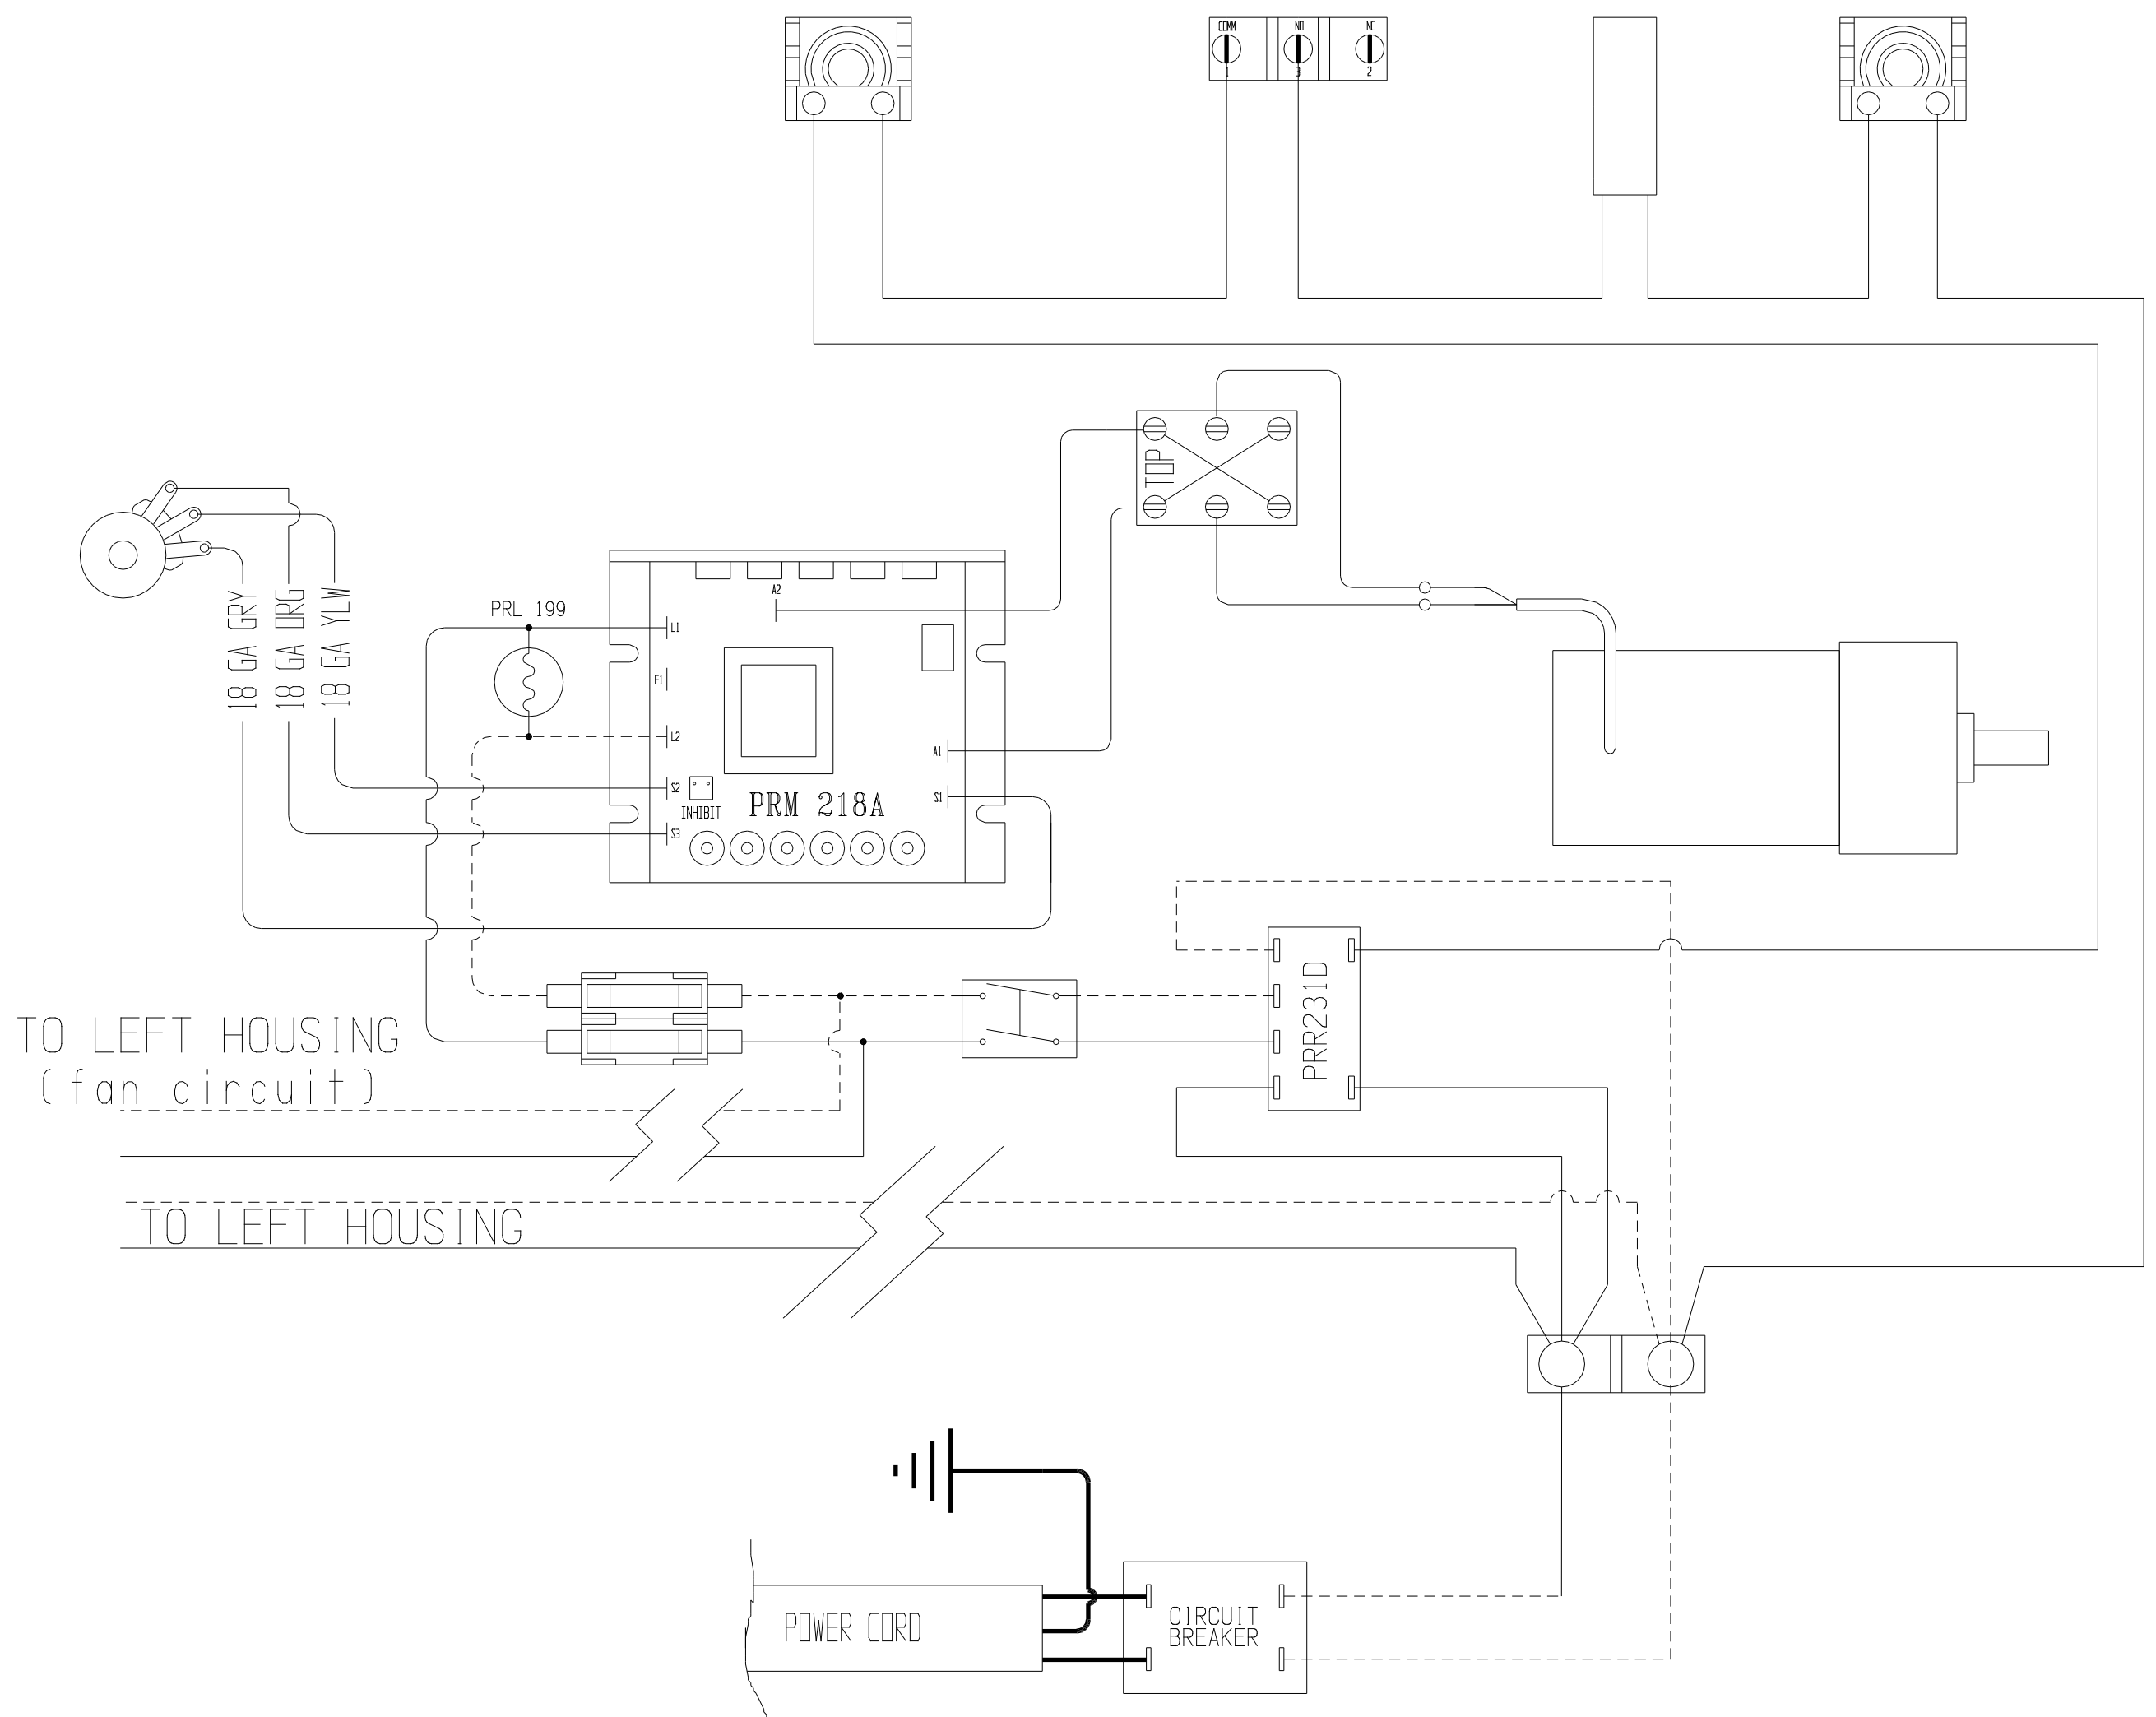 COMM NO NC
1 3 2
TOP
PRL 199
A2
L1
F1
L2
A1
S2
S1
S3
INHIBIT
PRM 218A
18 GA GRY
18 GA ORG
18 GA YLW
PRR231D
TO LEFT HOUSING
(fan circuit)
TO LEFT HOUSING
POWER CORD
CIRCUIT
BREAKER